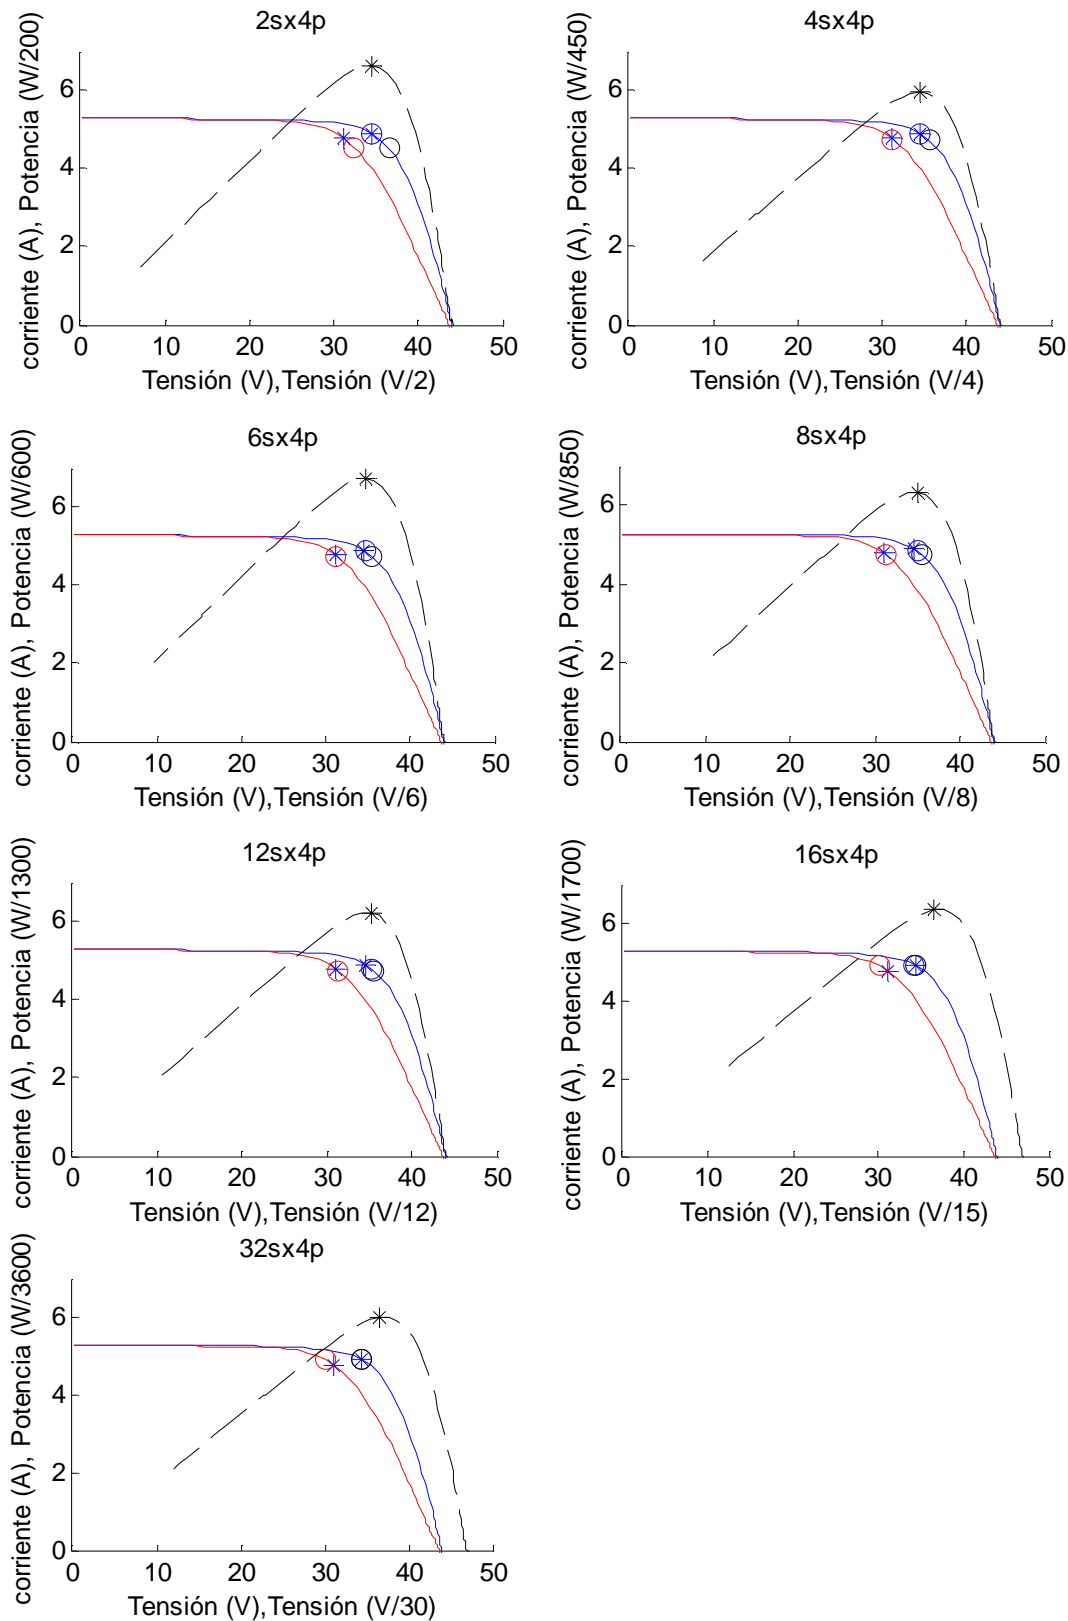 2sx4p
corriente (A), Potencia (W/200)
6
4
2
0
0 10 20 30 40 50
Tensión (V),Tensión (V/2)
4sx4p
corriente (A), Potencia (W/450)
6
4
2
0
0 10 20 30 40 50
Tensión (V),Tensión (V/4)
6sx4p
corriente (A), Potencia (W/600)
6
4
2
0
0 10 20 30 40 50
Tensión (V),Tensión (V/6)
8sx4p
corriente (A), Potencia (W/850)
6
4
2
0
0 10 20 30 40 50
Tensión (V),Tensión (V/8)
12sx4p
corriente (A), Potencia (W/1300)
6
4
2
0
0 10 20 30 40 50
Tensión (V),Tensión (V/12)
16sx4p
corriente (A), Potencia (W/1700)
6
4
2
0
0 10 20 30 40 50
Tensión (V),Tensión (V/15)
32sx4p
corriente (A), Potencia (W/3600)
6
4
2
0
0 10 20 30 40 50
Tensión (V),Tensión (V/30)